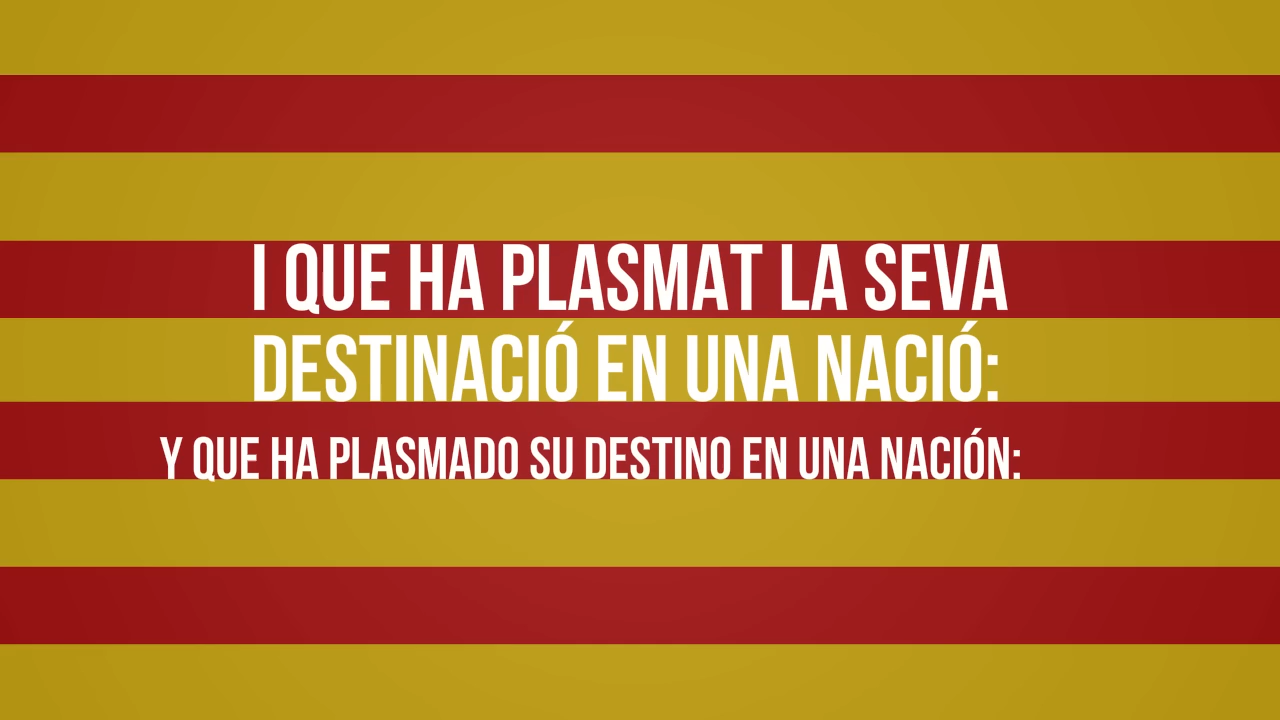 I QUE HA PLASMAT LA SEVA
DESTINACIÓ EN UNA NACIÓ:
Y QUE HA PLASMADO SU DESTINO EN UNA NACIÓN: